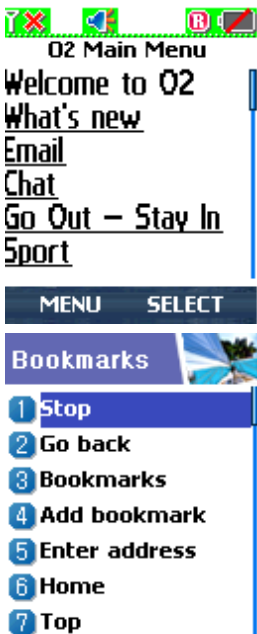 R
O2 Main Menu
Welcome to O2
What's new
Email
Chat
Go Out – Stay In
Sport
MENU SELECT
Bookmarks
1 Stop
2 Go back
3 Bookmarks
4 Add bookmark
5 Enter address
6 Home
7 Top